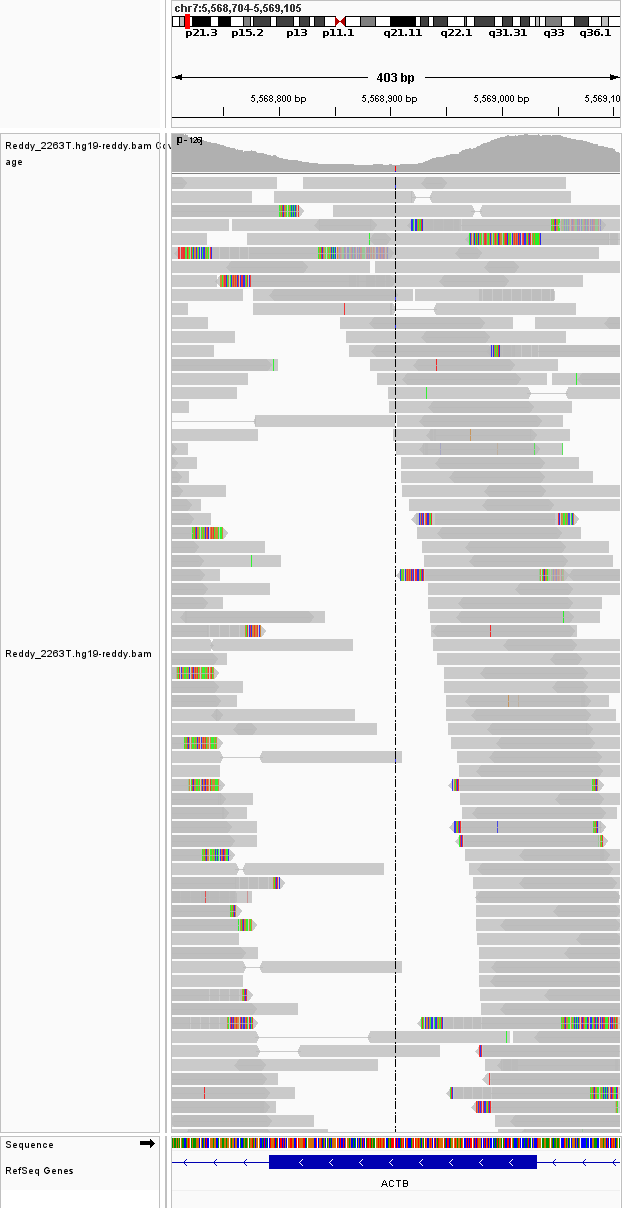 chr7:5,568,704-5,569,105
p21.3 p15.2 p13 p11.1 q21.11 q22.1 q31.31 q33 q36.1
403 bp
5,568,800 bp 5,568,900 bp 5,569,000 bp 5,569,10
Reddy_2263T.hg19-reddy.bam Cov
age
[0 - 126]
Reddy_2263T.hg19-reddy.bam
Sequence
RefSeq Genes
ACTB